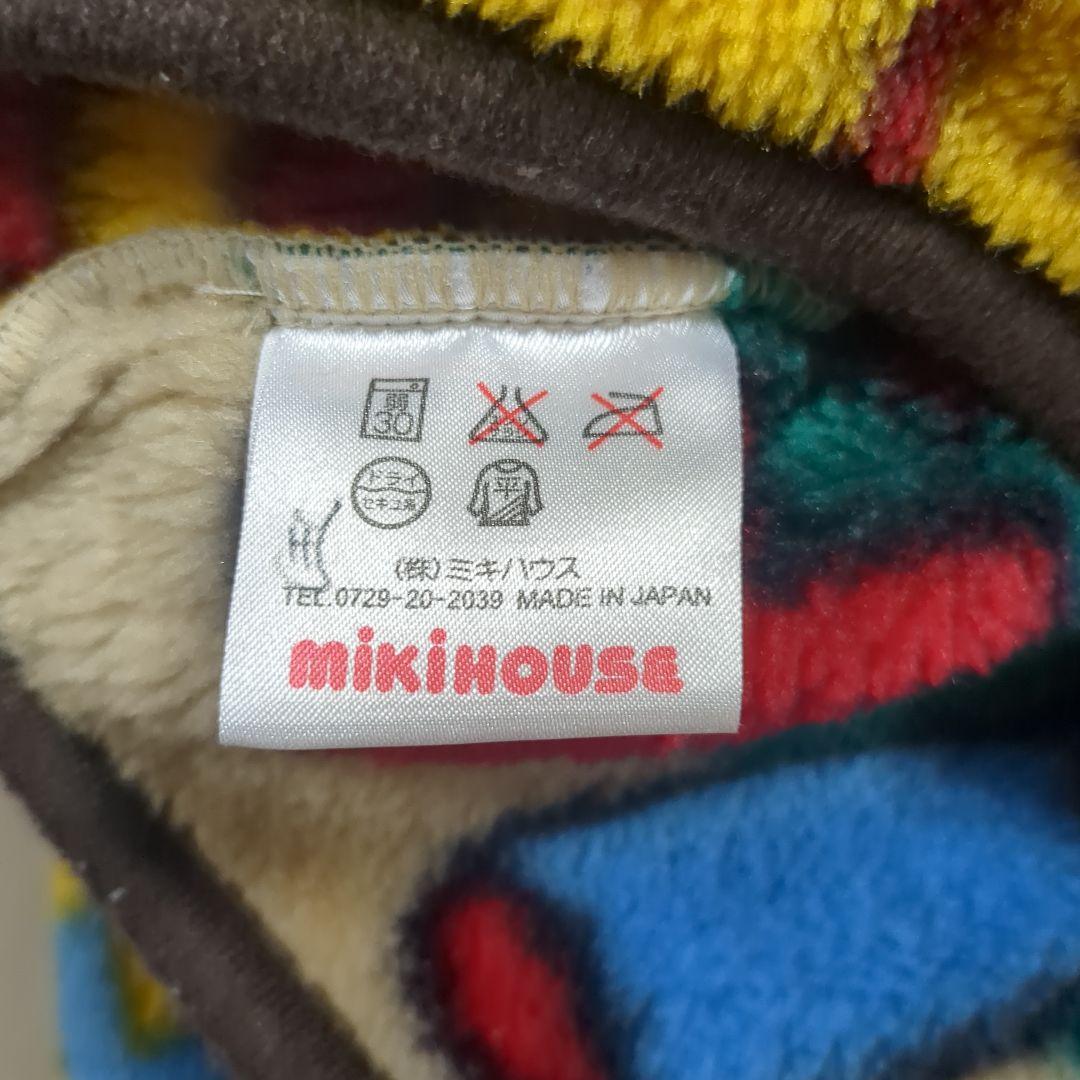 弱
30
ドライ
セキユ系
平
(株)ミキハウス
TEL.0729-20-2039 MADE IN JAPAN
mikiHOUSE